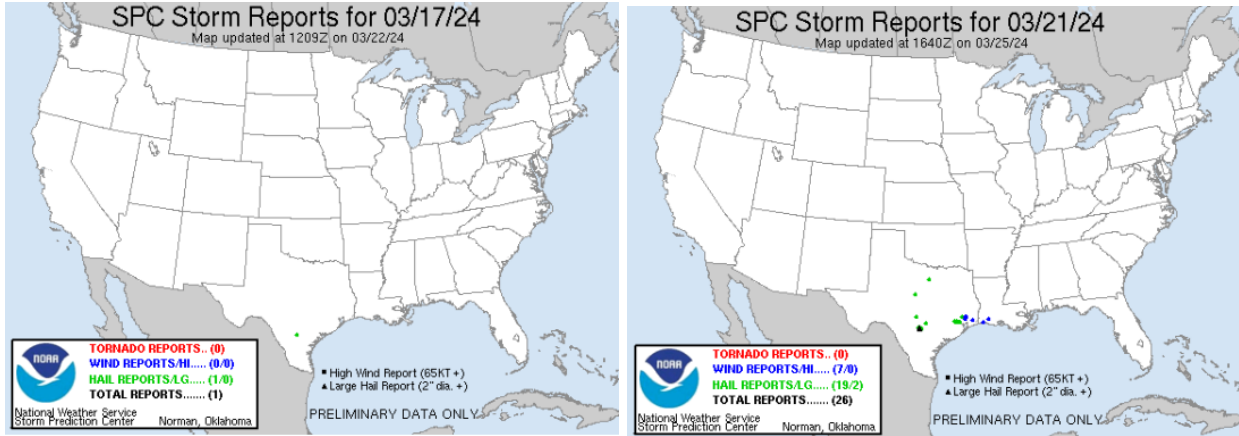 SPC Storm Reports for 03/17/24
Map updated at 1209Z on 03/22/24
NOAA
TORNADO REPORTS.. (0)
WIND REPORTS/HI..... (0/0)
HAIL REPORTS/LG..... (1/0)
TOTAL REPORTS....... (1)
National Weather Service
Storm Prediction Center Norman, Oklahoma
■ High Wind Report (65KT +)
▲ Large Hail Report (2" dia. +)
PRELIMINARY DATA ONLY
SPC Storm Reports for 03/21/24
Map updated at 1640Z on 03/25/24
NOAA
TORNADO REPORTS.. (0)
WIND REPORTS/HI..... (7/0)
HAIL REPORTS/LG..... (19/2)
TOTAL REPORTS....... (26)
National Weather Service
Storm Prediction Center Norman, Oklahoma
■ High Wind Report (65KT +)
▲ Large Hail Report (2" dia. +)
PRELIMINARY DATA ONLY